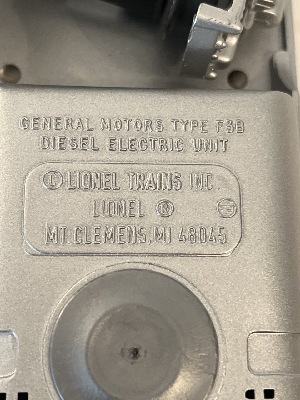 GENERAL MOTORS TYPE F3B
DIESEL ELECTRIC UNIT
Ⓛ LIONEL TRAINS INC.
LIONEL ®
MT. CLEMENS, MI 48045